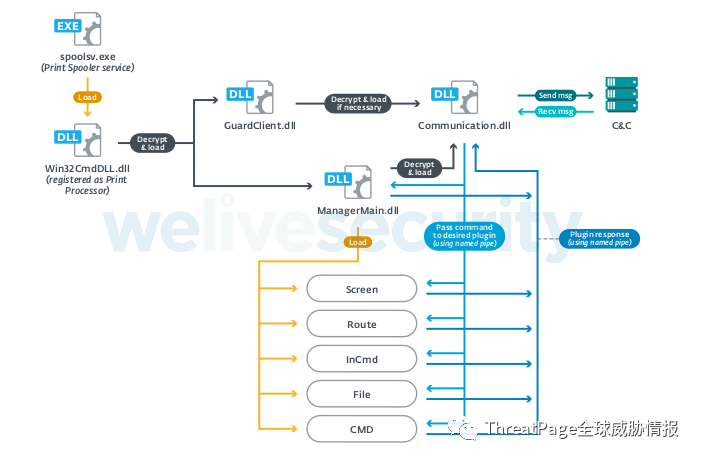 EXE
spoolsv.exe
(Print Spooler service)
Load
DLL
Win32CmdDLL.dll
(registered as Print
Processor)
Decrypt
& load
DLL
GuardClient.dll
Decrypt & load
if necessary
DLL
Communication.dll
Send msg
Recv msg
C&C
DLL
ManagerMain.dll
Decrypt
& load
welivesecurity
Load
Pass command
to desired plugin
(using named pipe)
Plugin response
(using named pipe)
Screen
Route
InCmd
File
CMD
ThreatPage全球威胁情报